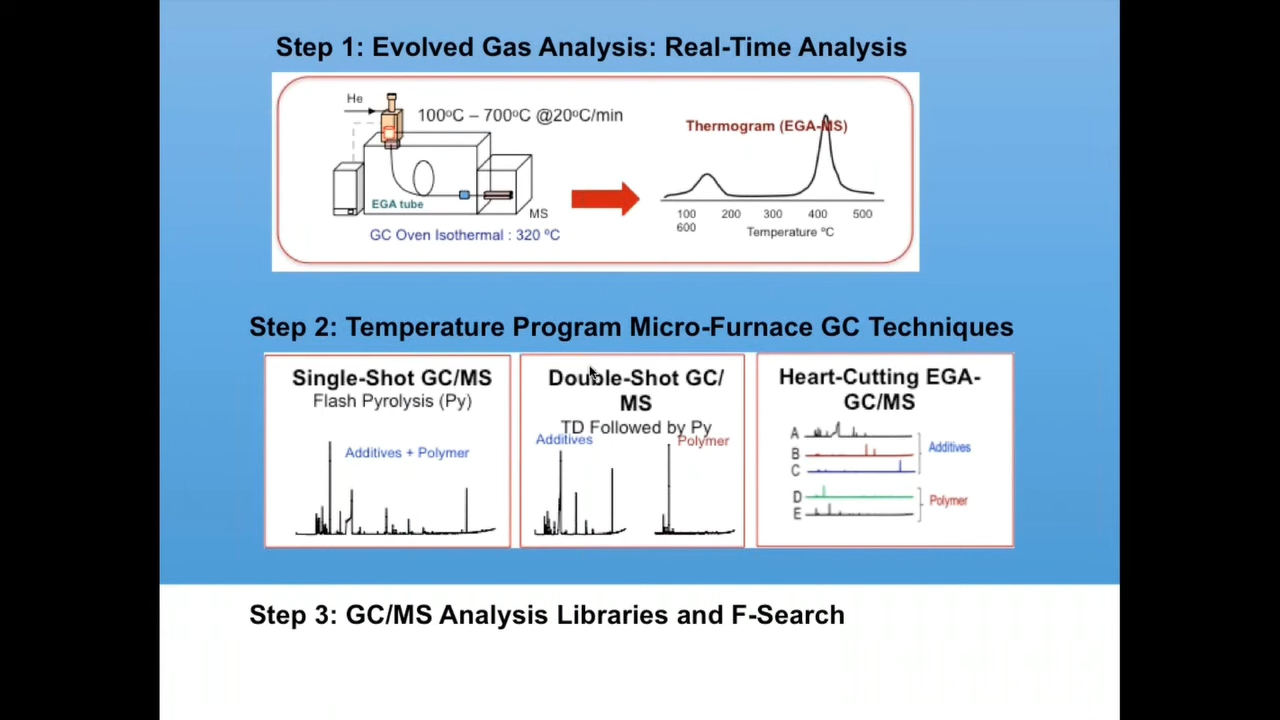 Step 1: Evolved Gas Analysis: Real-Time Analysis
He
100ºC – 700ºC @20ºC/min
EGA tube
MS
GC Oven Isothermal : 320 ºC
Thermogram (EGA-MS)
100 200 300 400 500
600
Temperature ºC
Step 2: Temperature Program Micro-Furnace GC Techniques
Single-Shot GC/MS
Flash Pyrolysis (Py)
Additives + Polymer
Double-Shot GC/
MS
TD Followed by Py
Additives
Polymer
Heart-Cutting EGA-
GC/MS
A
B
C
Additives
D
E
Polymer
Step 3: GC/MS Analysis Libraries and F-Search